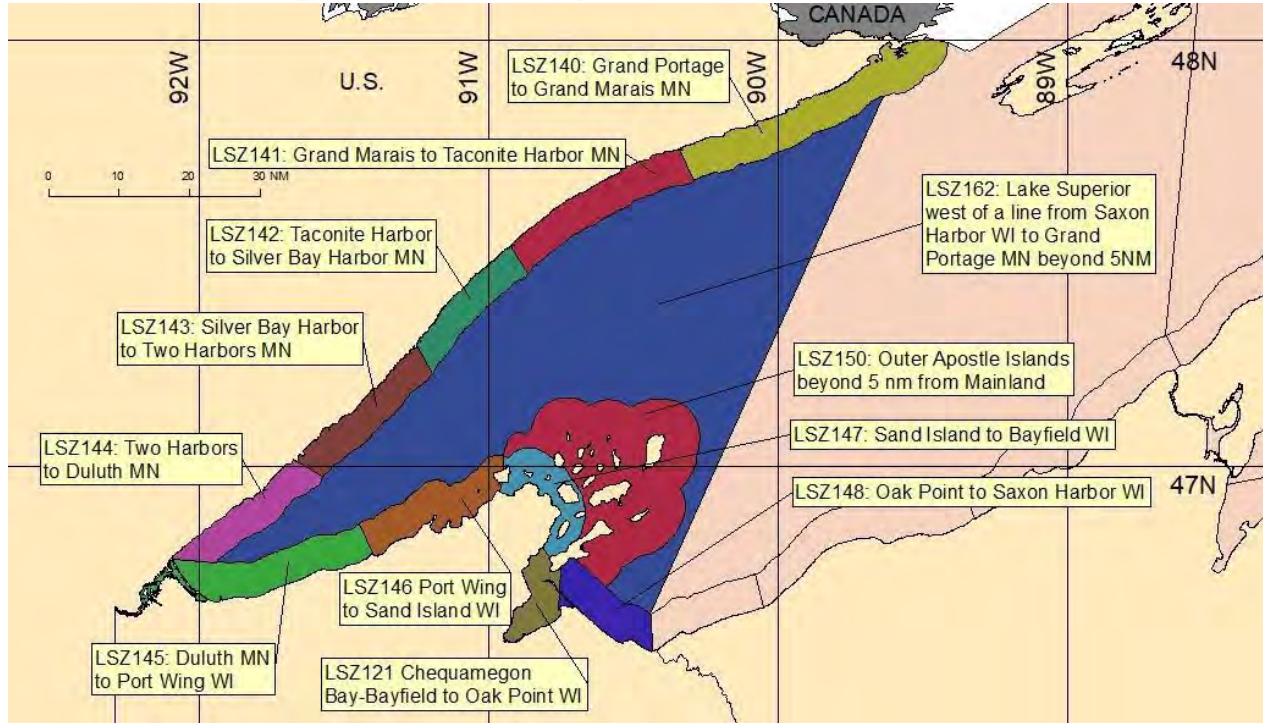 CANADA
92W
U.S.
91W
90W
89W
48N
LSZ140: Grand Portage
to Grand Marais MN
LSZ141: Grand Marais to Taconite Harbor MN
0 10 20 30 NM
LSZ162: Lake Superior
west of a line from Saxon
Harbor WI to Grand
Portage MN beyond 5NM
LSZ142: Taconite Harbor
to Silver Bay Harbor MN
LSZ143: Silver Bay Harbor
to Two Harbors MN
LSZ150: Outer Apostle Islands
beyond 5 nm from Mainland
LSZ147: Sand Island to Bayfield WI
LSZ144: Two Harbors
to Duluth MN
LSZ148: Oak Point to Saxon Harbor WI
47N
LSZ146 Port Wing
to Sand Island WI
LSZ145: Duluth MN
to Port Wing WI
LSZ121 Chequamegon
Bay-Bayfield to Oak Point WI